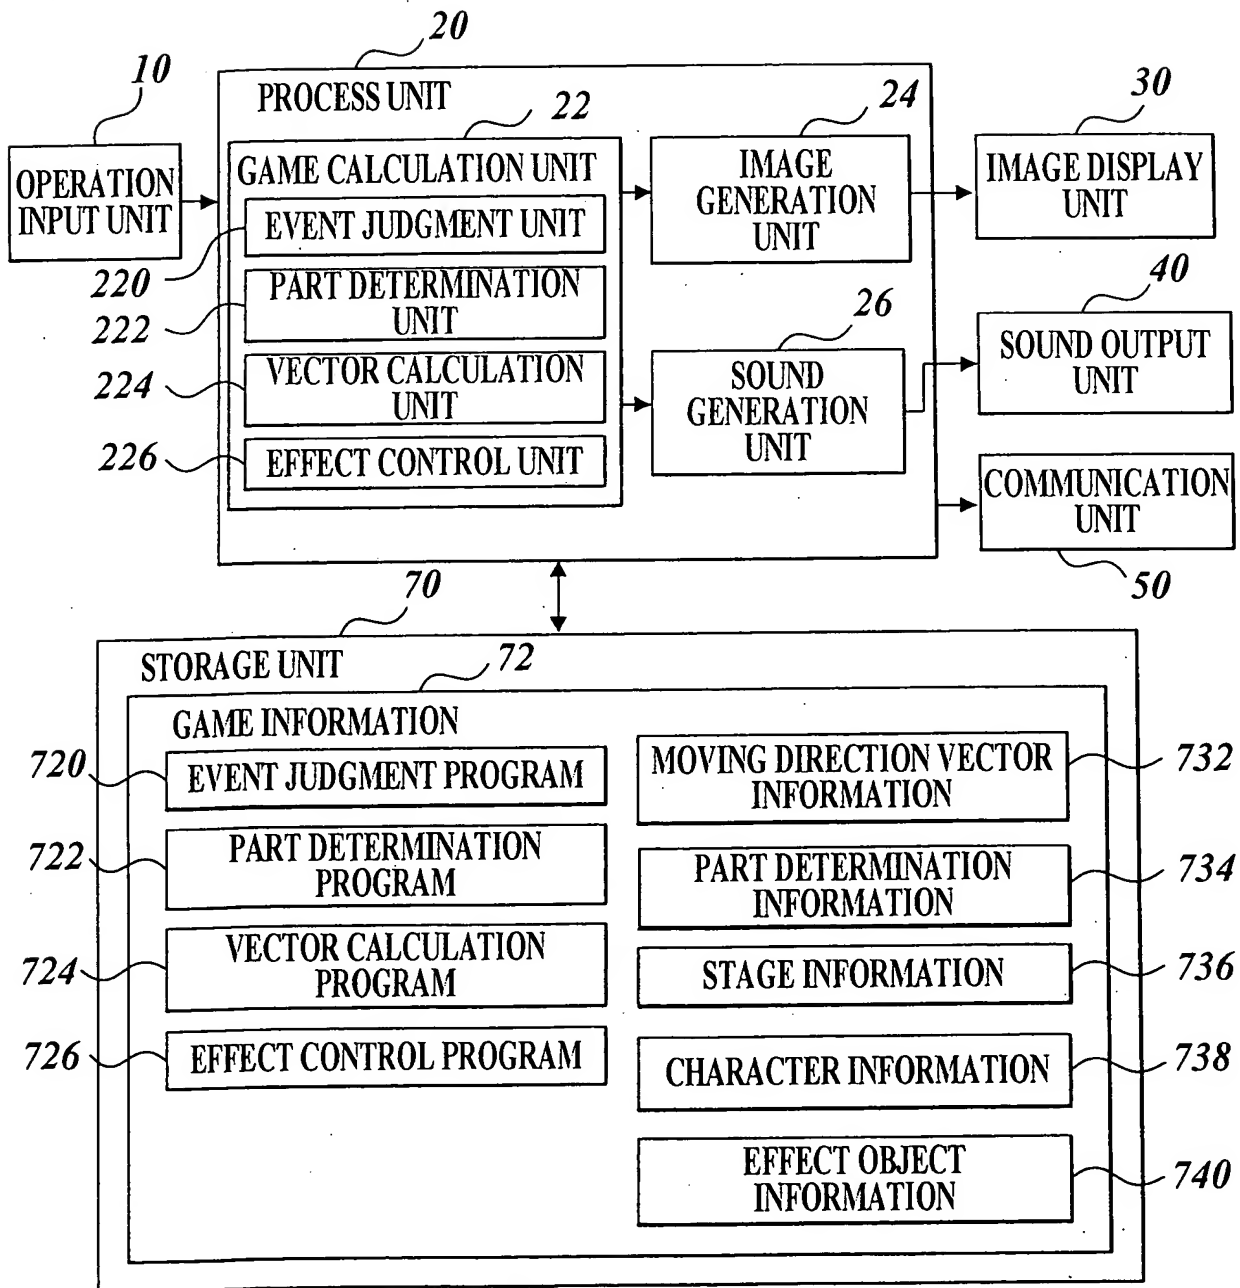 20
10
PROCESS UNIT
22
24
30
OPERATION
INPUT UNIT
GAME CALCULATION UNIT
EVENT JUDGMENT UNIT
220
PART DETERMINATION
UNIT
222
VECTOR CALCULATION
UNIT
224
EFFECT CONTROL UNIT
226
IMAGE
GENERATION
UNIT
26
SOUND
GENERATION
UNIT
IMAGE DISPLAY
UNIT
40
SOUND OUTPUT
UNIT
COMMUNICATION
UNIT
50
70
STORAGE UNIT
72
GAME INFORMATION
720
EVENT JUDGMENT PROGRAM
722
PART DETERMINATION
PROGRAM
724
VECTOR CALCULATION
PROGRAM
726
EFFECT CONTROL PROGRAM
MOVING DIRECTION VECTOR
INFORMATION
732
PART DETERMINATION
INFORMATION
734
STAGE INFORMATION
736
CHARACTER INFORMATION
738
EFFECT OBJECT
INFORMATION
740